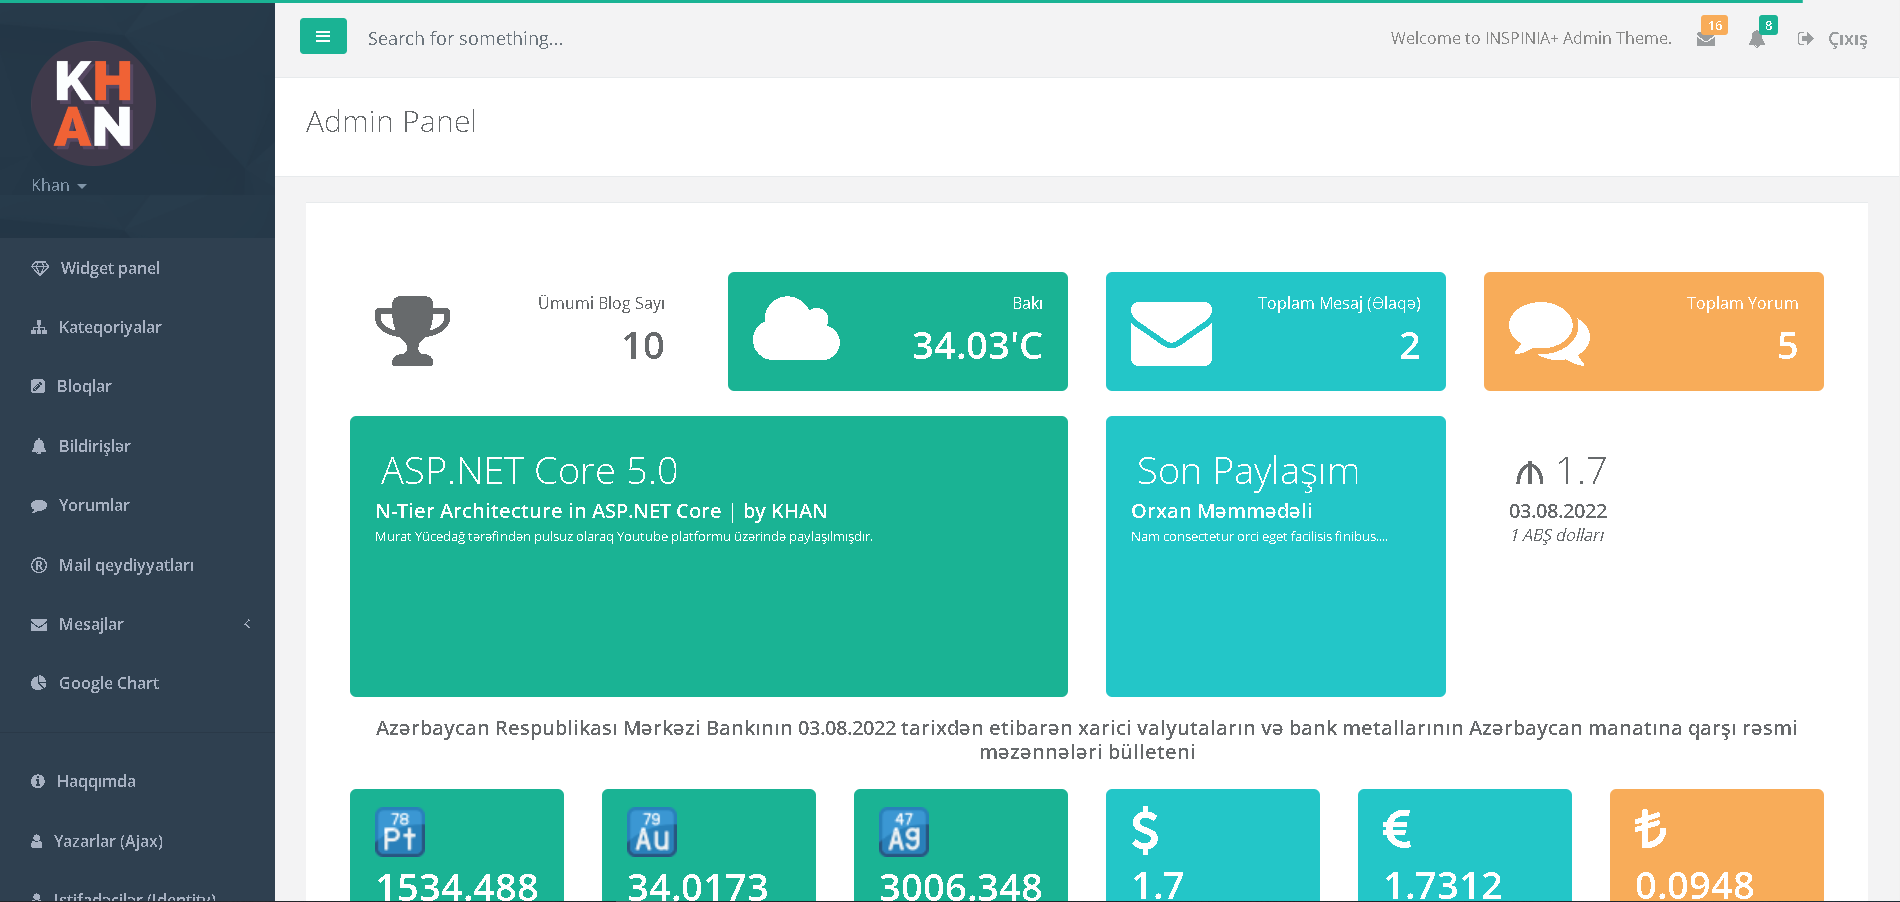 KH
AN
Khan
Widget panel
Kateqoriyalar
Bloqlar
Bildirişlər
Yorumlar
Mail qeydiyyatları
Mesajlar
Google Chart
Haqqımda
Yazarlar (Ajax)
Istifadəcilər (Identity)
Search for something...
Welcome to INSPINIA+ Admin Theme.
16
8
Çıxış
Admin Panel
Ümumi Blog Sayı
10
Bakı
34.03'C
Toplam Mesaj (Əlaqə)
2
Toplam Yorum
5
ASP.NET Core 5.0
N-Tier Architecture in ASP.NET Core | by KHAN
Murat Yücedağ tərəfindən pulsuz olaraq Youtube platformu üzərində paylaşılmışdır.
Son Paylaşım
Orxan Məmmədəli
Nam consectetur orci eget facilisis finibus....
₼ 1.7
03.08.2022
1 ABŞ dolları
Azərbaycan Respublikası Mərkəzi Bankının 03.08.2022 tarixdən etibarən xarici valyutaların və bank metallarının Azərbaycan manatına qarşı rəsmi
məzənnələri bülleteni
78
Pt
1534.488
79
Au
34.0173
47
Ag
3006.348
$
1.7
€
1.7312
₺
0.0948